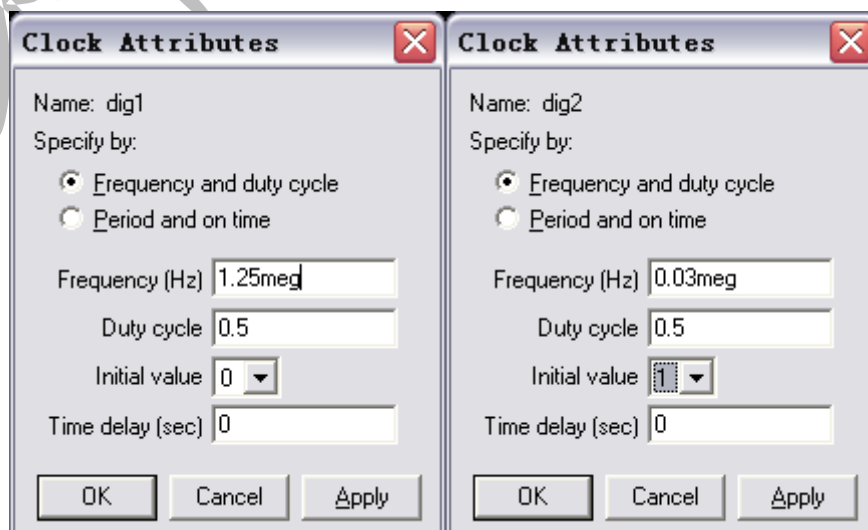 Clock Attributes
Name: dig1
Specify by:
Frequency and duty cycle
Period and on time
Frequency (Hz) 1.25meg
Duty cycle 0.5
Initial value 0
Time delay (sec) 0
OK Cancel Apply
Clock Attributes
Name: dig2
Specify by:
Frequency and duty cycle
Period and on time
Frequency (Hz) 0.03meg
Duty cycle 0.5
Initial value 1
Time delay (sec) 0
OK Cancel Apply